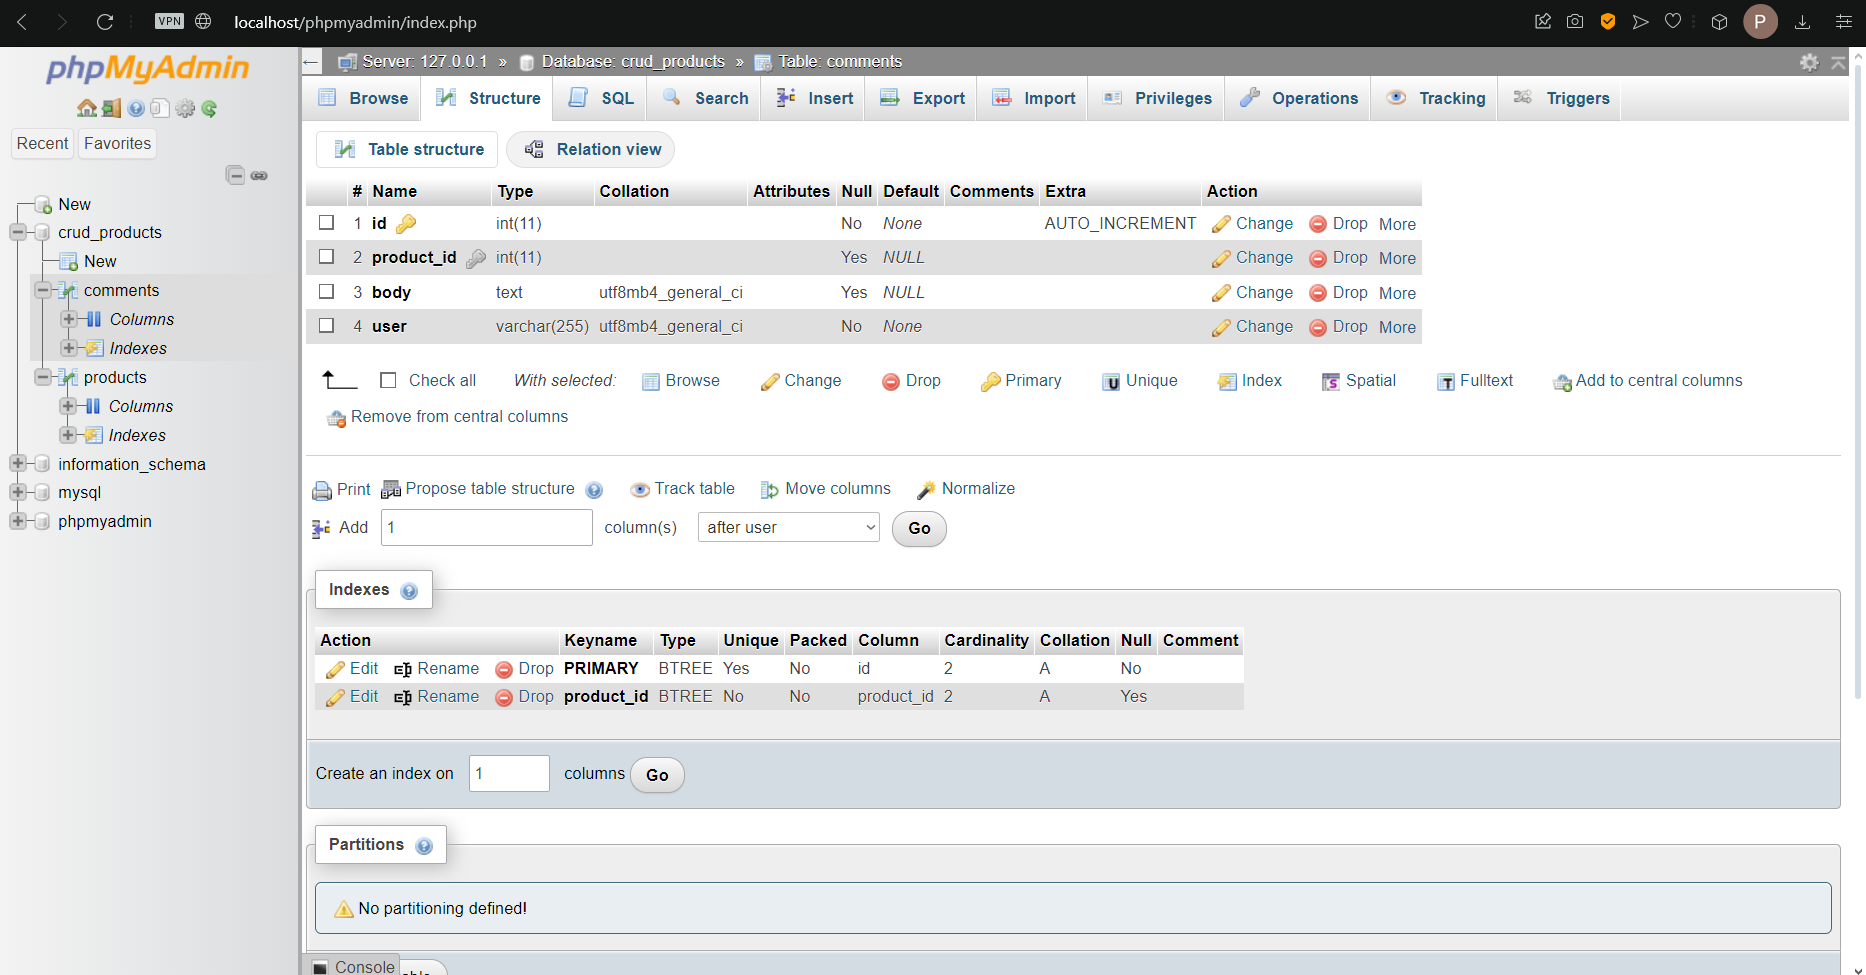 VPN localhost/phpmyadmin/index.php P
phpMyAdmin
Recent Favorites
New
crud_products
New
comments
Columns
Indexes
products
Columns
Indexes
information_schema
mysql
phpmyadmin
Server: 127.0.0.1 » Database: crud_products » Table: comments
Browse Structure SQL Search Insert Export Import Privileges Operations Tracking Triggers
Table structure Relation view
# Name Type Collation Attributes Null Default Comments Extra Action
1 id int(11) No None AUTO_INCREMENT Change Drop More
2 product_id int(11) Yes NULL Change Drop More
3 body text utf8mb4_general_ci Yes NULL Change Drop More
4 user varchar(255) utf8mb4_general_ci No None Change Drop More
Check all With selected: Browse Change Drop Primary Unique Index Spatial Fulltext Add to central columns
Remove from central columns
Print Propose table structure Track table Move columns Normalize
Add 1 column(s) after user Go
Indexes
Action Keyname Type Unique Packed Column Cardinality Collation Null Comment
Edit Rename Drop PRIMARY BTREE Yes No id 2 A No
Edit Rename Drop product_id BTREE No No product_id 2 A Yes
Create an index on 1 columns Go
Partitions
No partitioning defined!
Console